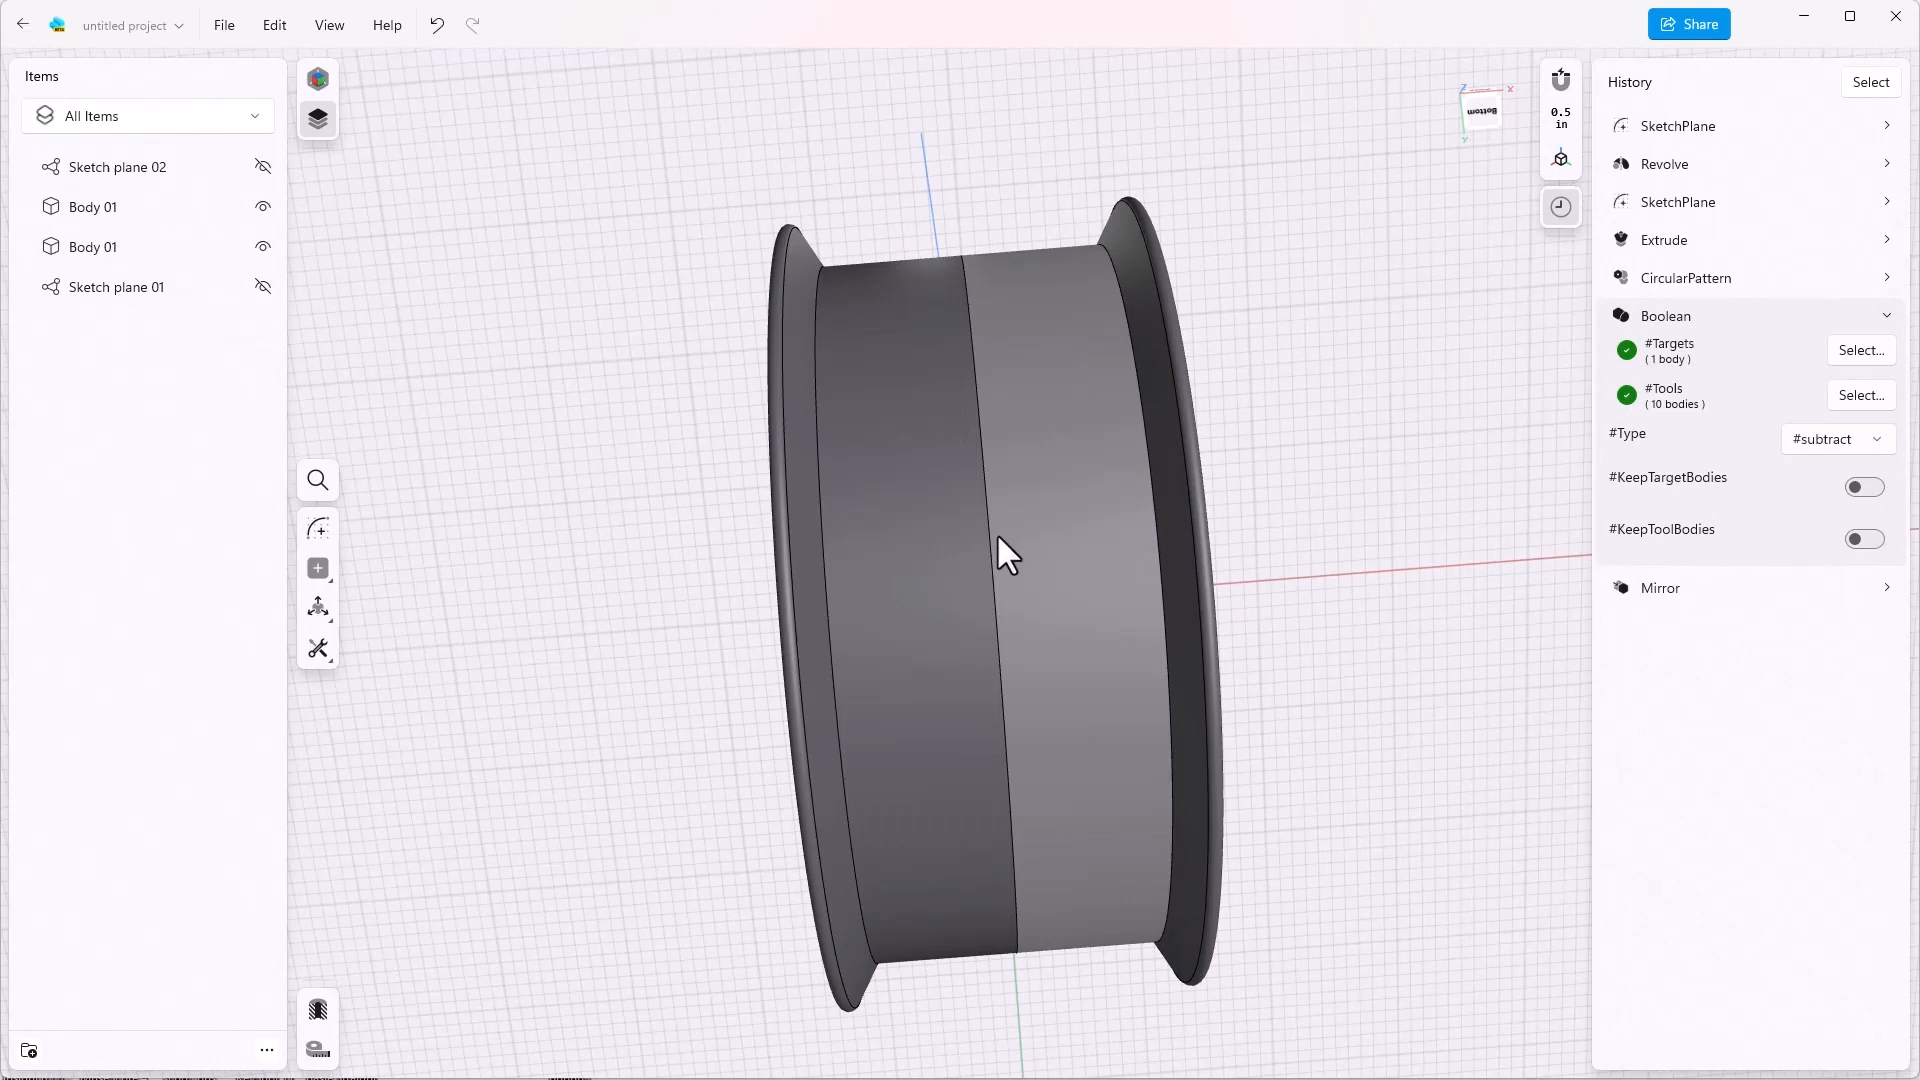 untitled project
File
Edit
View
Help
Share
Items
All Items
Sketch plane 02
Body 01
Body 01
Sketch plane 01
Z
X
Bottom
Y
0.5
in
History
Select
SketchPlane
Revolve
SketchPlane
Extrude
CircularPattern
Boolean
#Targets
( 1 body )
Select...
#Tools
( 10 bodies )
Select...
#Type
#subtract
#KeepTargetBodies
#KeepToolBodies
Mirror